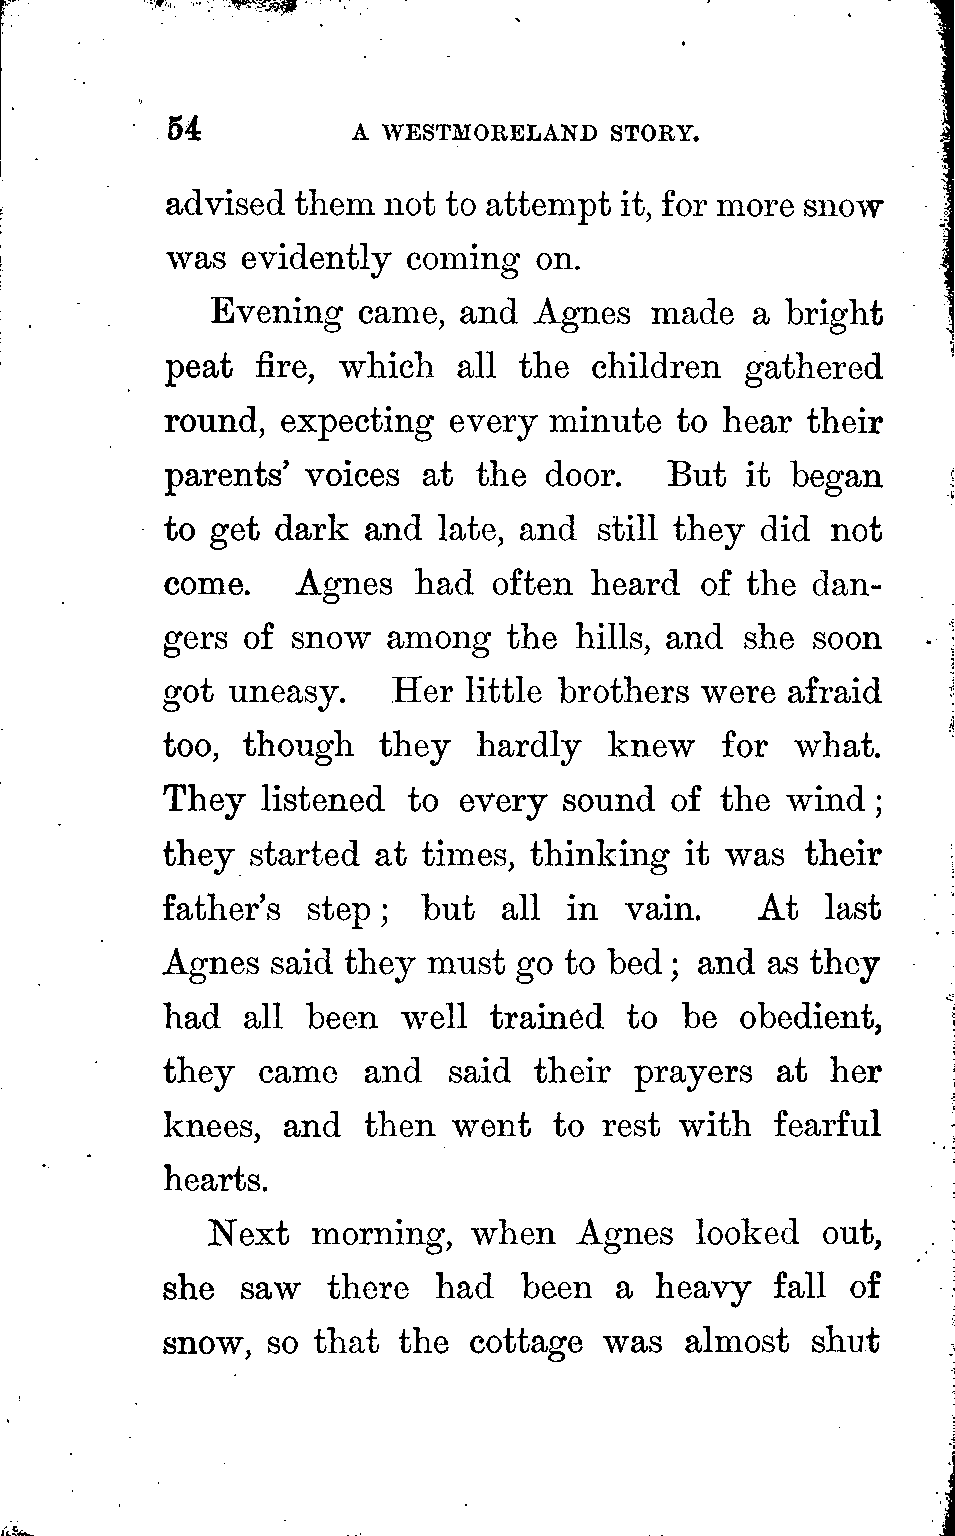 54 A WESTMORELAND STORY.
advised them not to attempt it, for more snow
was evidently coming on.
Evening came, and Agnes made a bright
peat fire, which all the children gathered
round, expecting every minute to hear their
parents' voices at the door. But it began
to get dark and late, and still they did not
come. Agnes had often heard of the dan-
gers of snow among the hills, and she soon
got uneasy. Her little brothers were afraid
too, though they hardly knew for what.
They listened to every sound of the wind;
they started at times, thinking it was their
father's step; but all in vain. At last
Agnes said they must go to bed; and as they
had all been well trained to be obedient,
they came and said their prayers at her
knees, and then went to rest with fearful
hearts.
Next morning, when Agnes looked out,
she saw there had been a heavy fall of
snow, so that the cottage was almost shut